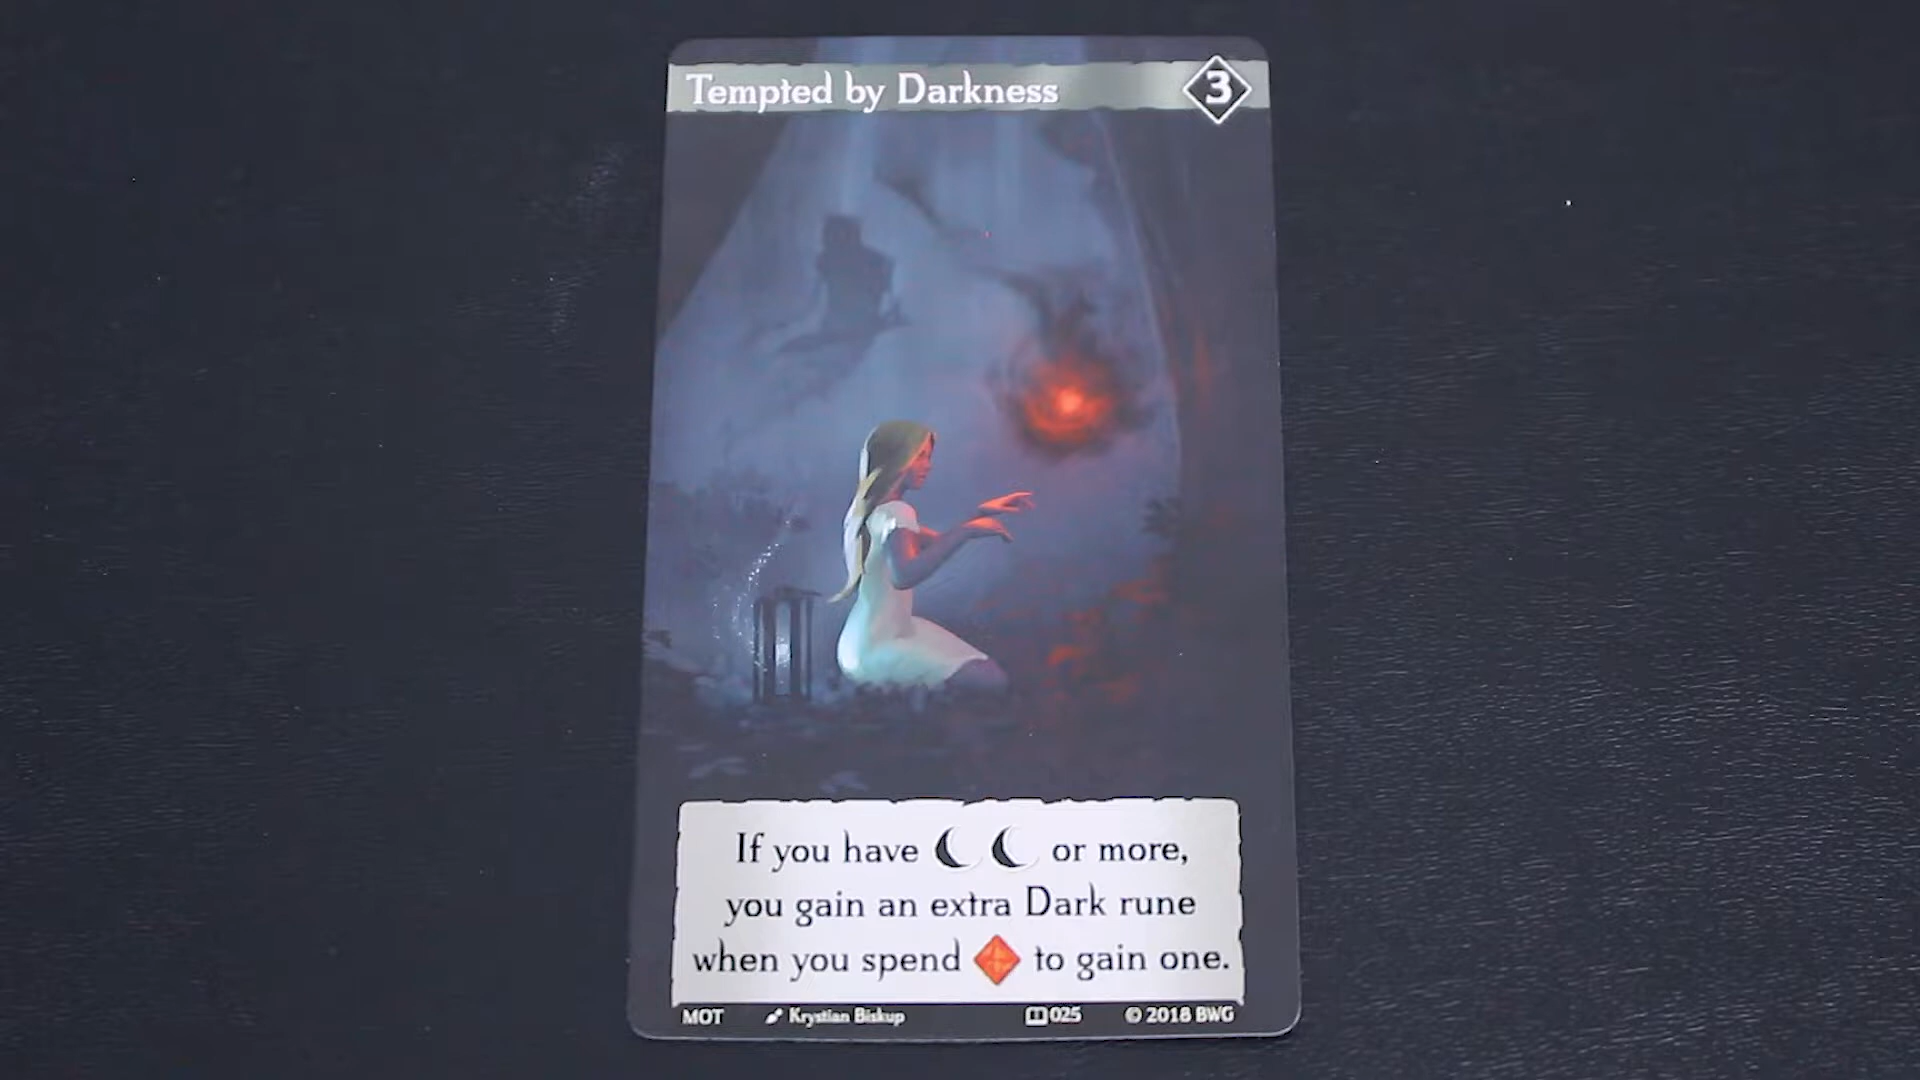 Tempted by Darkness 3
If you have or more,
you gain an extra Dark rune
when you spend to gain one.
MOT Krystian Biskup 025 © 2018 BWG